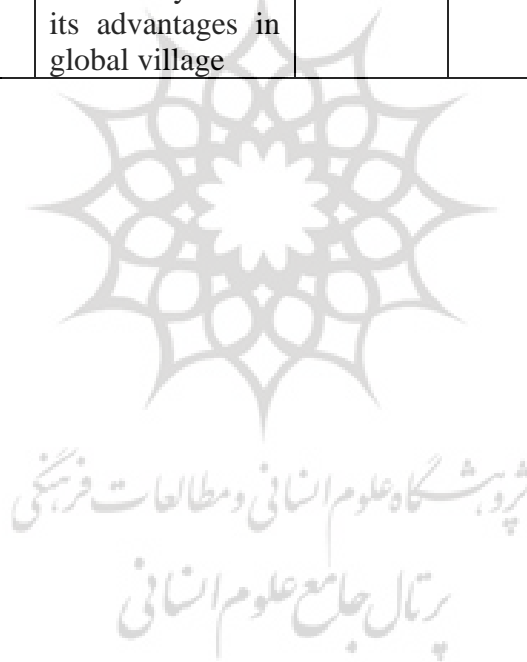 its advantages in
global village
پژوهشگاه علوم انسانی و مطالعات فرهنگی
پرتال جامع علوم انسانی